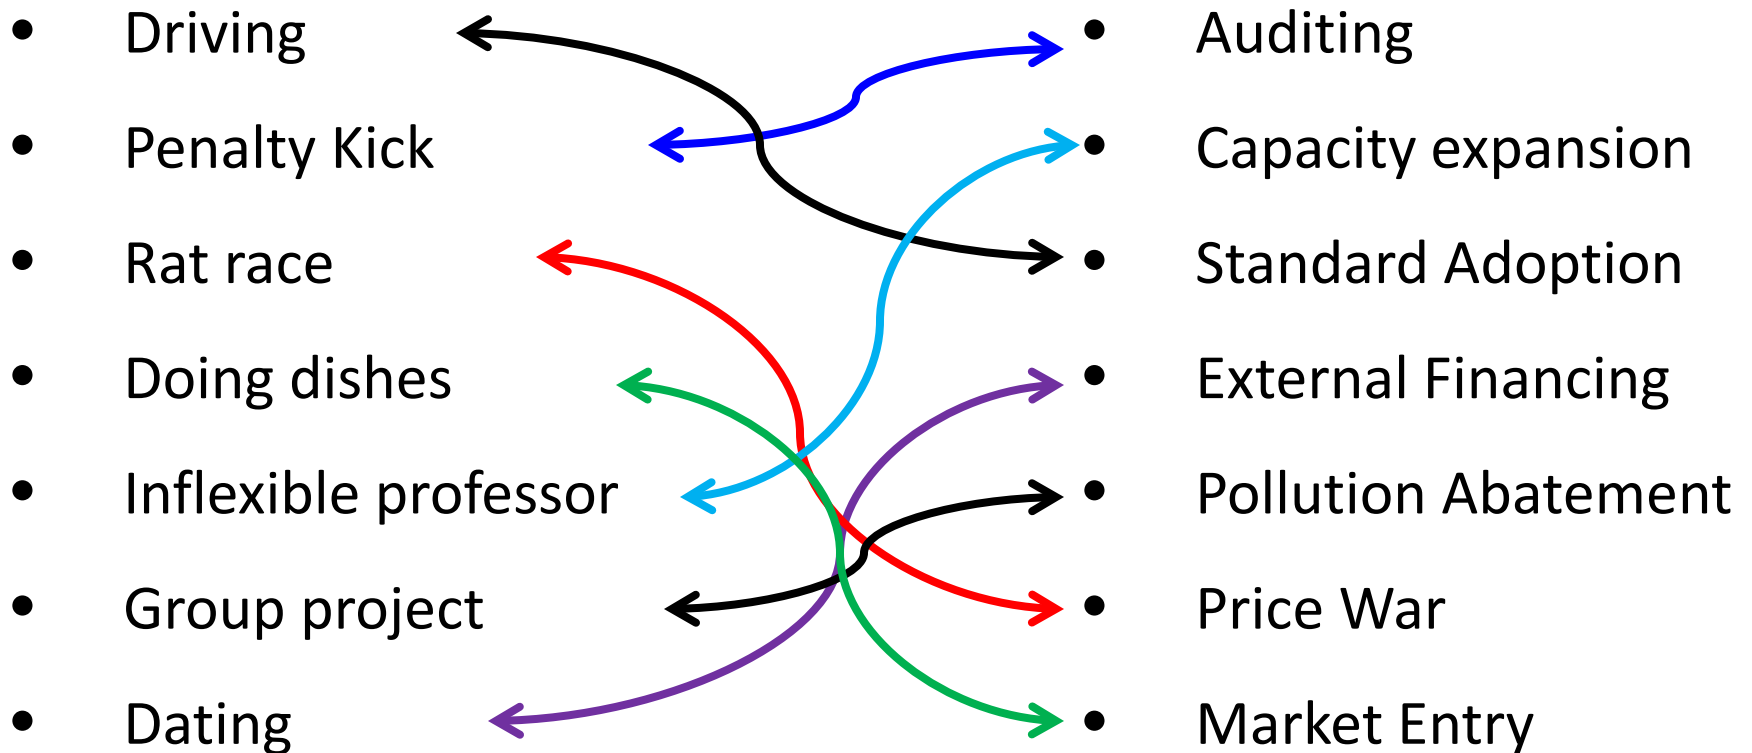 • Driving
• Penalty Kick
• Rat race
• Doing dishes
• Inflexible professor
• Group project
• Dating
• Auditing
• Capacity expansion
• Standard Adoption
• External Financing
• Pollution Abatement
• Price War
• Market Entry